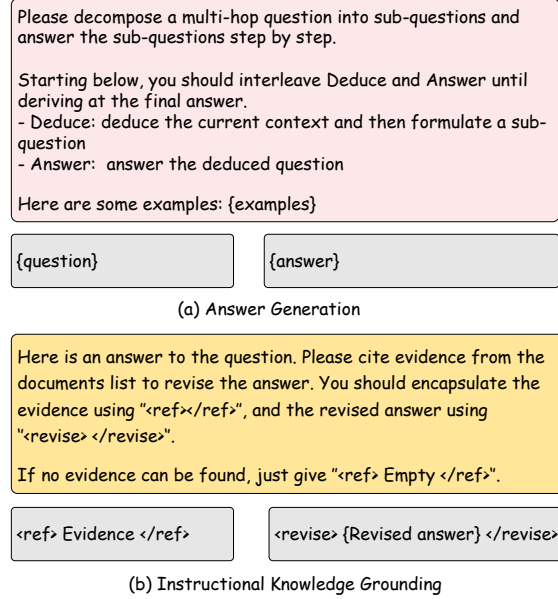 Please decompose a multi-hop question into sub-questions and
answer the sub-questions step by step.
Starting below, you should interleave Deduce and Answer until
deriving at the final answer.
- Deduce: deduce the current context and then formulate a sub-
question
- Answer:  answer the deduced question
Here are some examples: {examples}
{question}
{answer}
(a) Answer Generation
Here is an answer to the question. Please cite evidence from the
documents list to revise the answer. You should encapsulate the
evidence using "<ref></ref>", and the revised answer using
"<revise> </revise>".
If no evidence can be found, just give "<ref> Empty </ref>".
<ref> Evidence </ref>
<revise> {Revised answer} </revise>
(b) Instructional Knowledge Grounding